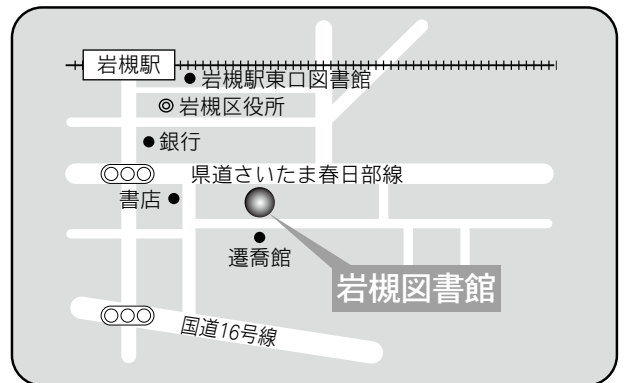 岩槻駅
岩槻駅東口図書館
岩槻区役所
銀行
県道さいたま春日部線
書店
遷喬館
岩槻図書館
国道16号線